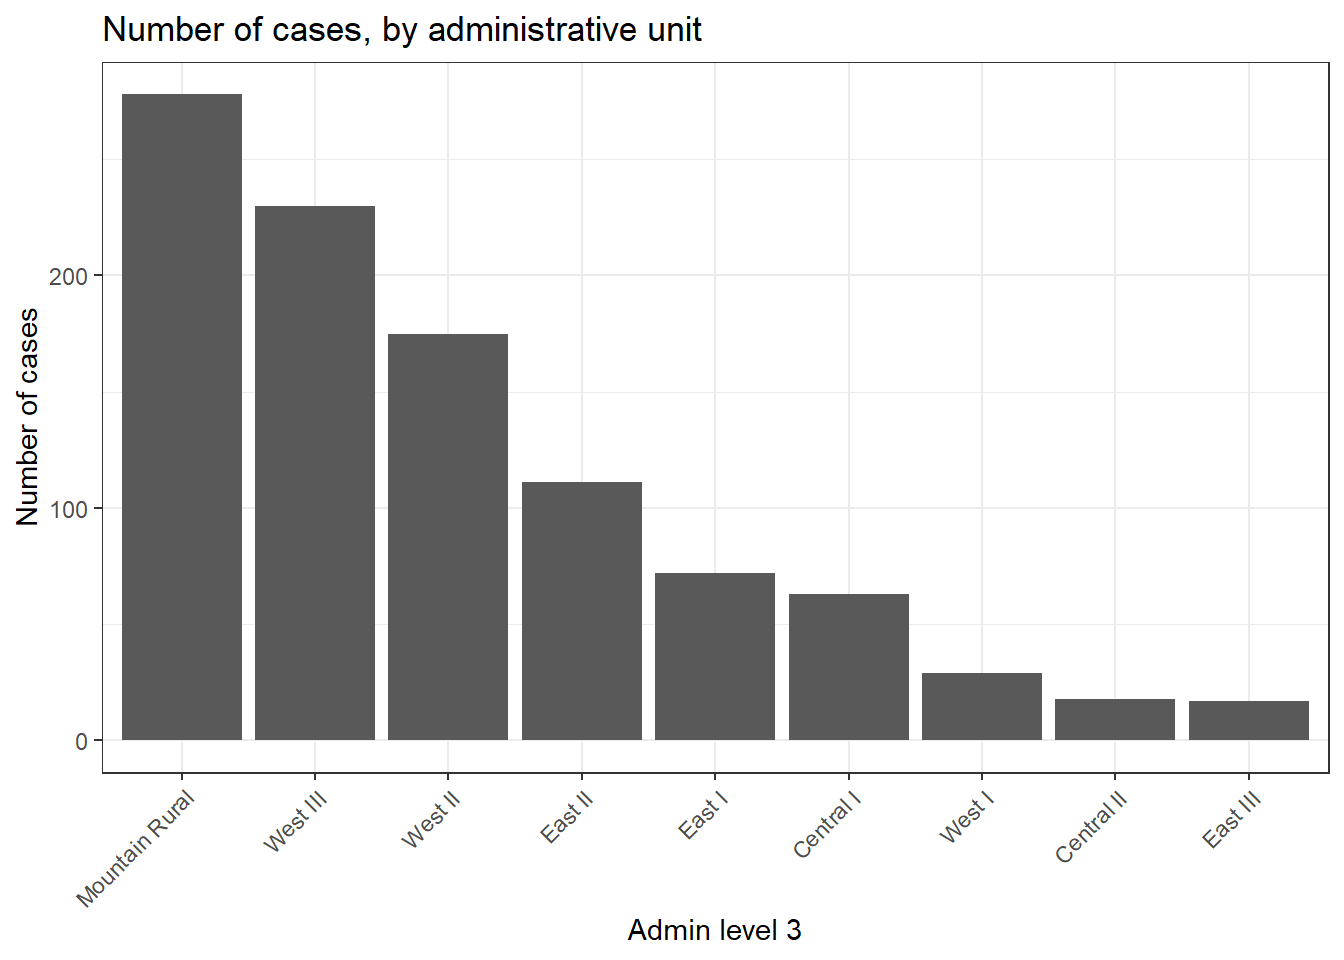 Number of cases, by administrative unit
Number of cases
200
100
0
Mountain Rural
West III
West II
East II
East I
Central I
West I
Central II
East III
Admin level 3